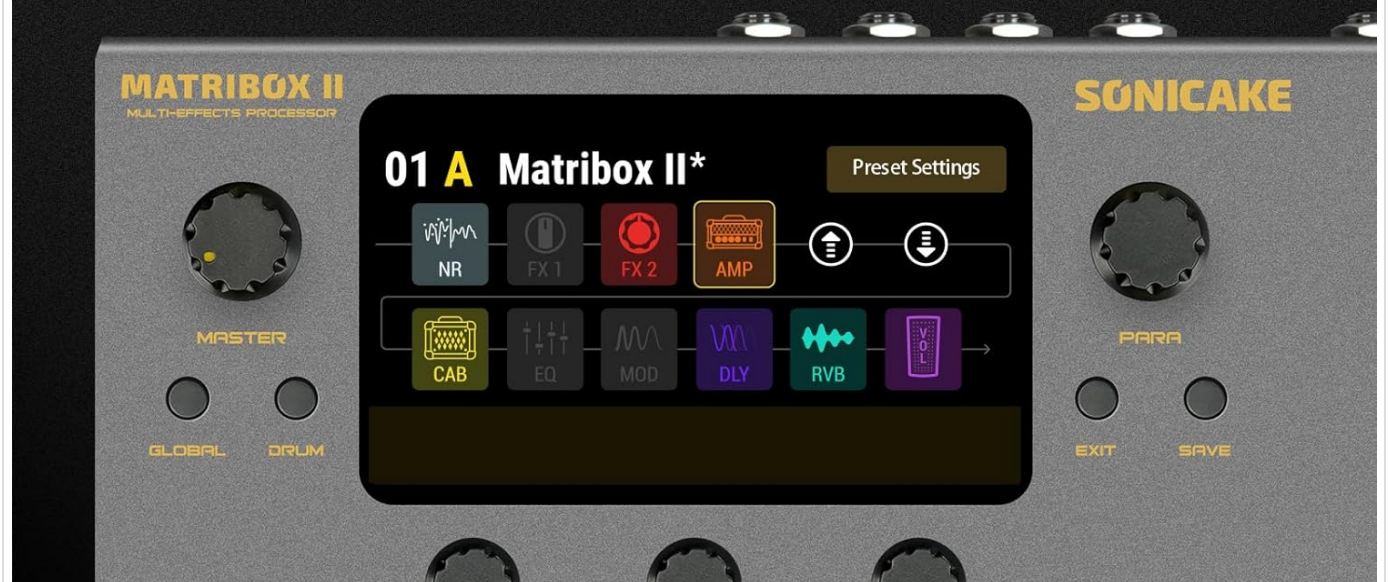 MATRIBOX II
MULTI-EFFECTS PROCESSOR
SONICAKE
01 A Matribox II*
Preset Settings
NR
FX 1
FX 2
AMP
MASTER
PARA
CAB
EQ
MOD
DLY
RVB
VOL
GLOBAL
DRUM
EXIT
SAVE